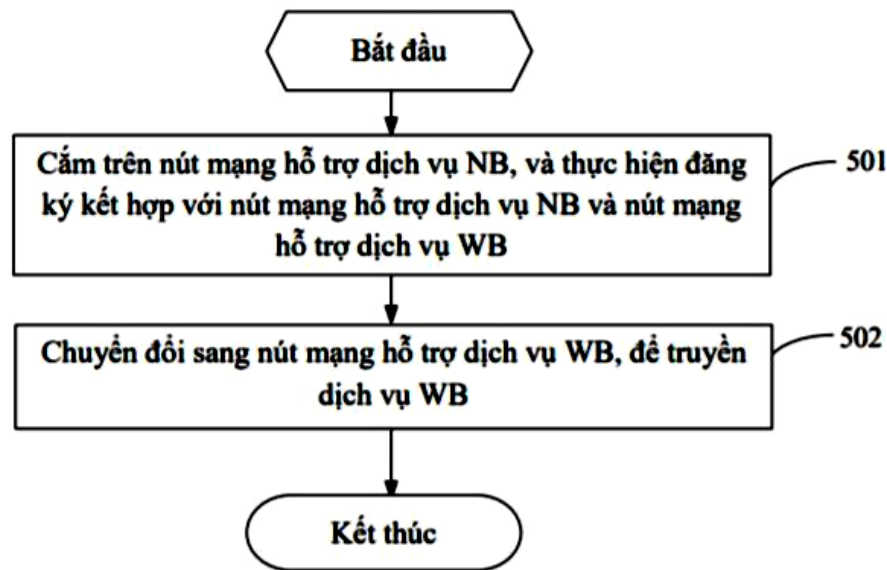 Bắt đầu
Cắm trên nút mạng hỗ trợ dịch vụ NB, và thực hiện đăng
ký kết hợp với nút mạng hỗ trợ dịch vụ NB và nút mạng
hỗ trợ dịch vụ WB
501
Chuyển đổi sang nút mạng hỗ trợ dịch vụ WB, để truyền
dịch vụ WB
502
Kết thúc